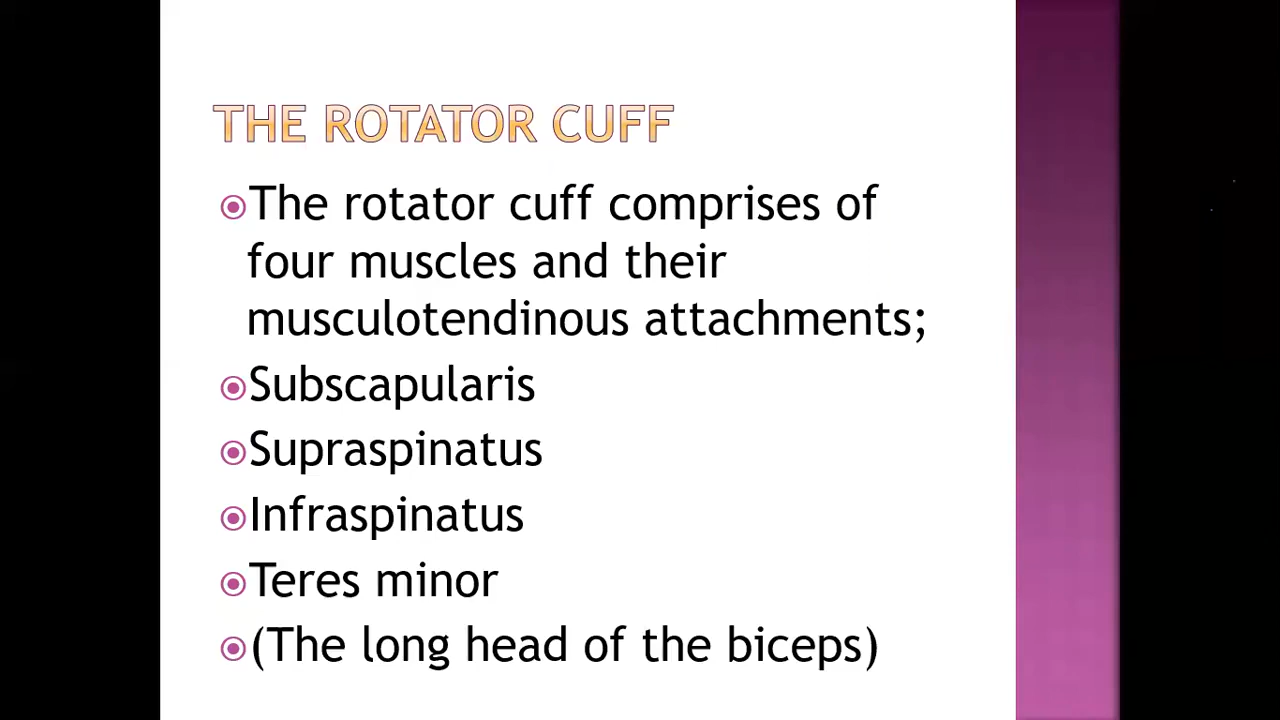 THE ROTATOR CUFF
The rotator cuff comprises of
four muscles and their
musculotendinous attachments;
Subscapularis
Supraspinatus
Infraspinatus
Teres minor
(The long head of the biceps)